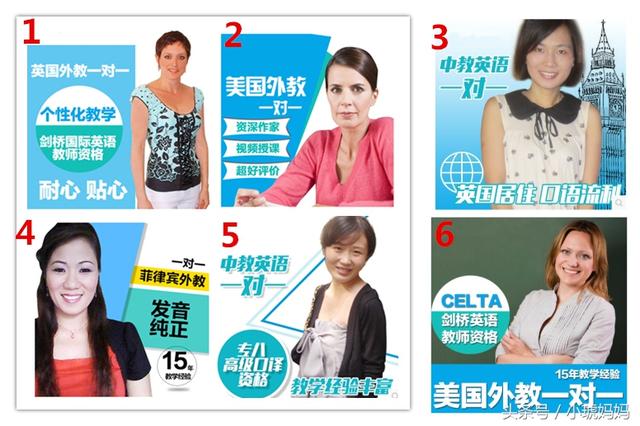 1
英国外教一对一
个性化教学
剑桥国际英语
教师资格
耐心 贴心
2
美国外教
一对一
资深作家
视频授课
超好评价
3
中教英语
一对一
英国居住 口语流利
4
一对一
菲律宾外教
发音
纯正
15年
教学经验
5
中教英语
一对一
专八
高级口译
资格
教学经验丰富
6
CELTA
剑桥英语
教师资格
15年教学经验
美国外教一对一
头条号 / 小琥妈妈